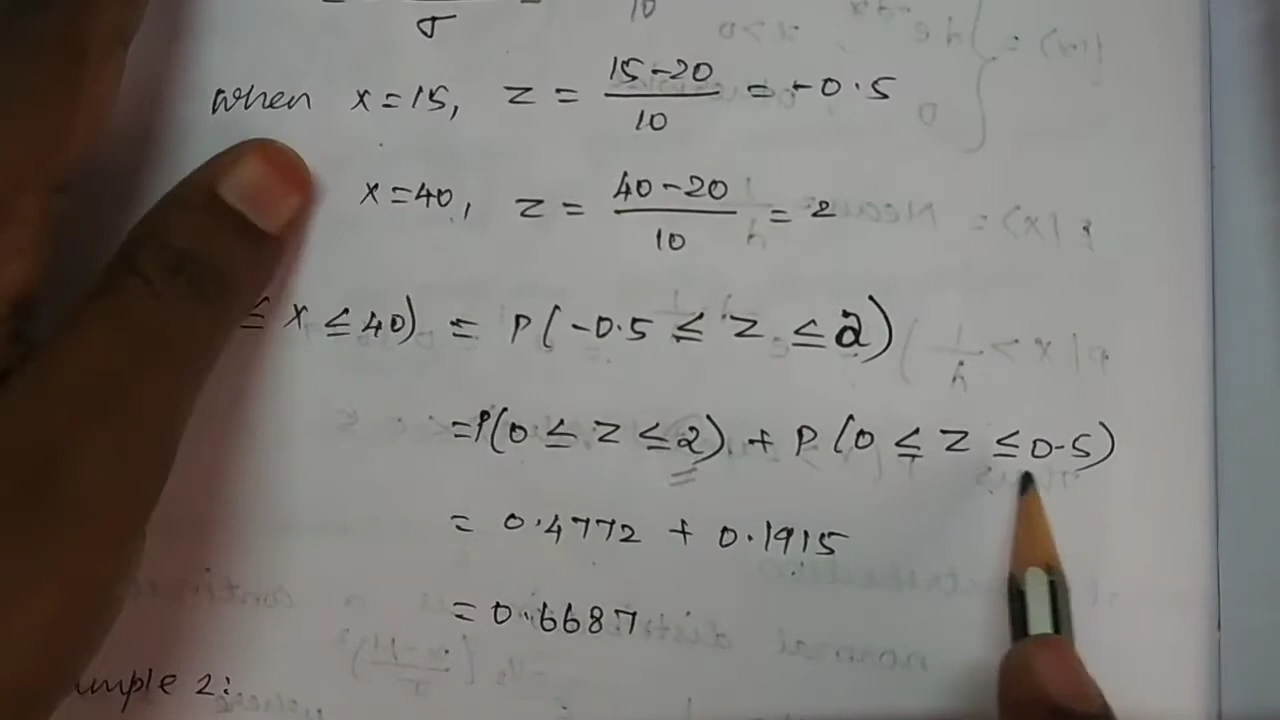 σ 10
when x = 15, z = 15-20 / 10 = -0.5
x = 40, z = 40-20 / 10 = 2
≤ x ≤ 40) = P(-0.5 ≤ z ≤ 2)
= P(0 ≤ z ≤ 2) + P(0 ≤ z ≤ 0.5)
= 0.4772 + 0.1915
= 0.6687
mple 2: